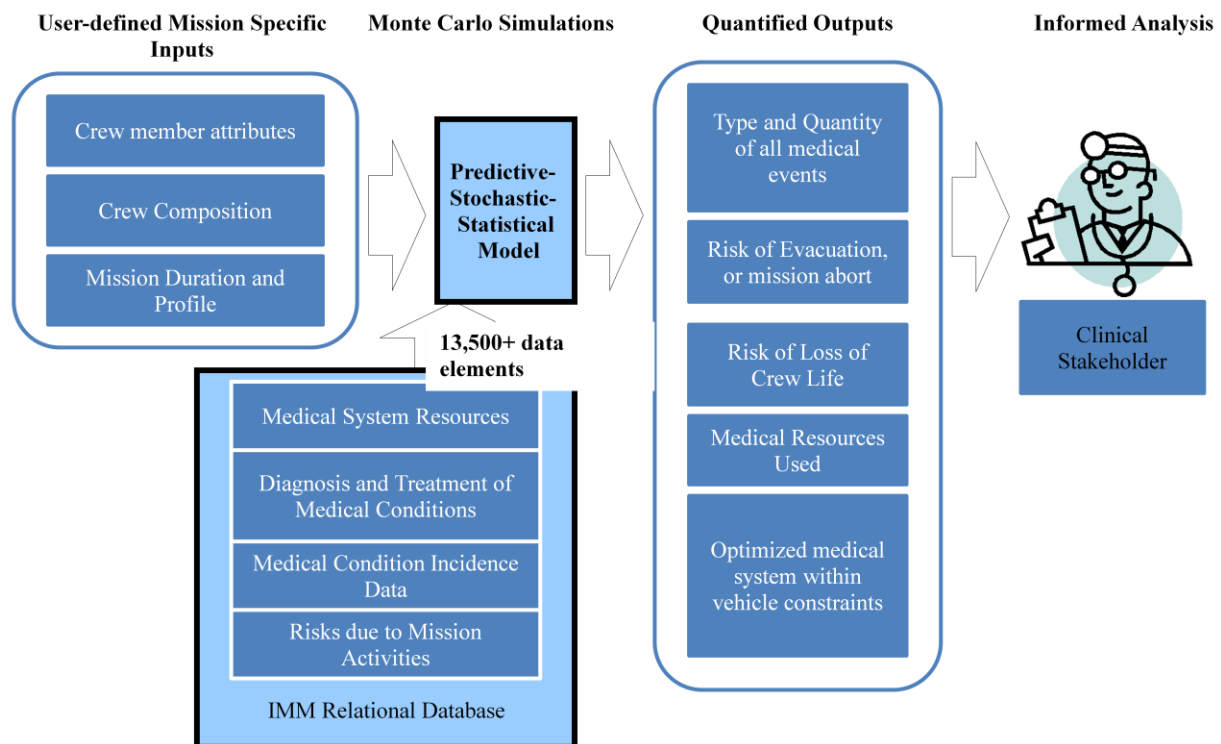 User-defined Mission Specific
Inputs
Crew member attributes
Crew Composition
Mission Duration and
Profile
Monte Carlo Simulations
Predictive-
Stochastic-
Statistical
Model
13,500+ data
elements
Medical System Resources
Diagnosis and Treatment of
Medical Conditions
Medical Condition Incidence
Data
Risks due to Mission
Activities
IMM Relational Database
Quantified Outputs
Type and Quantity
of all medical
events
Risk of Evacuation,
or mission abort
Risk of Loss of
Crew Life
Medical Resources
Used
Optimized medical
system within
vehicle constraints
Informed Analysis
Clinical
Stakeholder